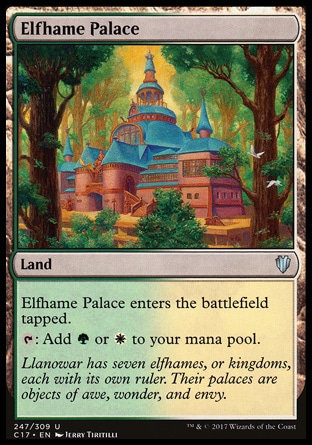 Elfhame Palace
Land
Elfhame Palace enters the battlefield
tapped.
: Add or to your mana pool.
Llanowar has seven elfhames, or kingdoms,
each with its own ruler. Their palaces are
objects of awe, wonder, and envy.
247/309 U
C17 • EN Jerry Tiritilli
™ & © 2017 Wizards of the Coast